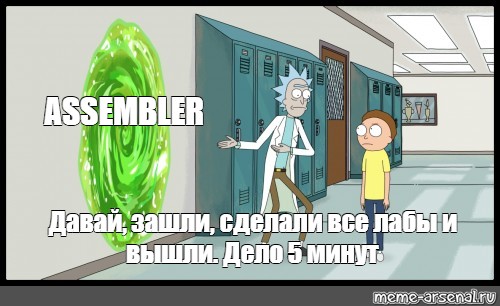 ASSEMBLER
Давай, зашли, сделали все лабы и
вышли. Дело 5 минут.
meme-arsenal.ru